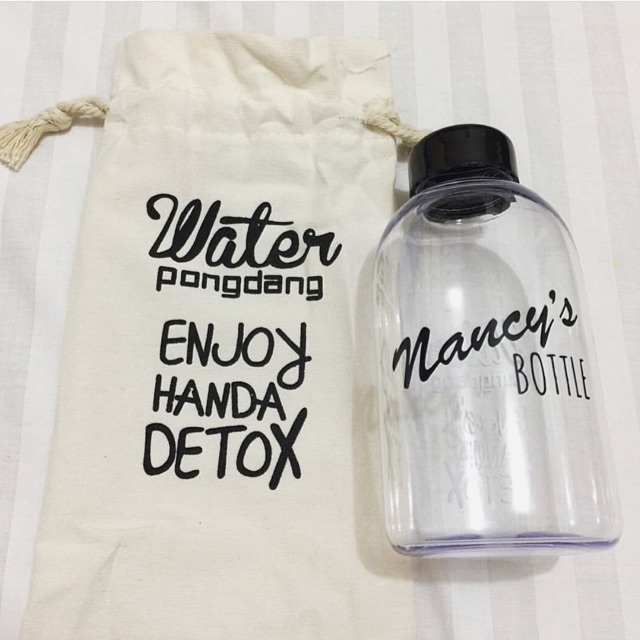 Water
pongdang
ENJOY
HANDA
DETOX
Nancy's
BOTTLE